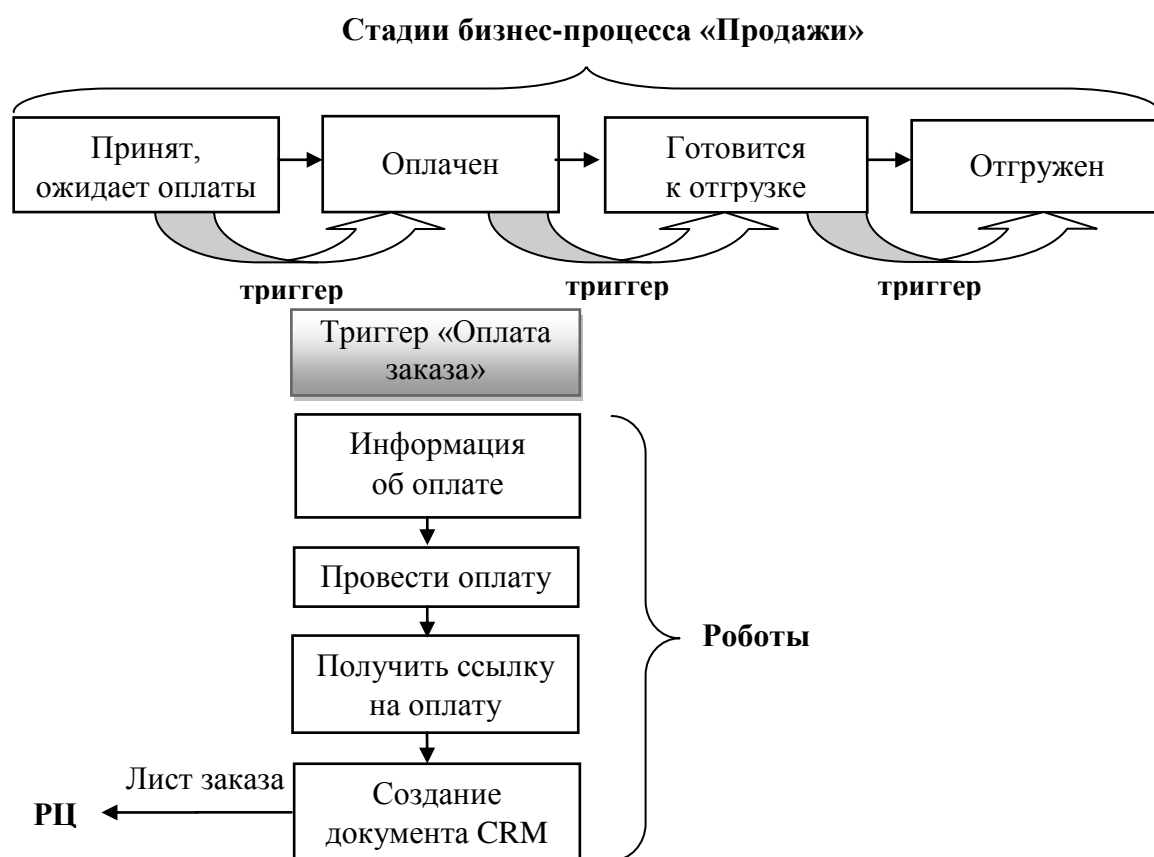 Стадии бизнес-процесса «Продажи»
Принят,
ожидает оплаты
Оплачен
Готовится
к отгрузке
Отгружен
триггер
триггер
триггер
Триггер «Оплата
заказа»
Информация
об оплате
Провести оплату
Получить ссылку
на оплату
Роботы
Лист заказа
РЦ
Создание
документа CRM